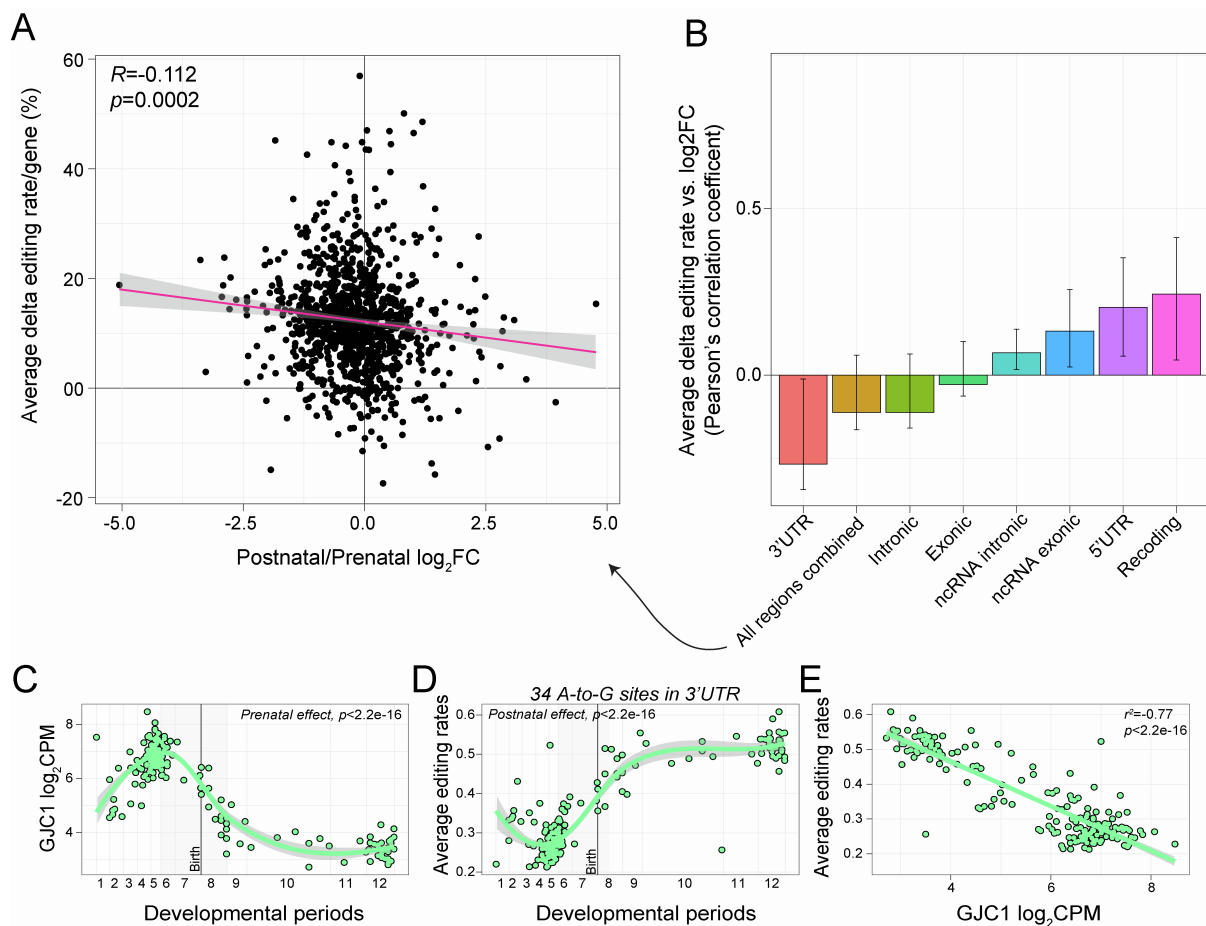 A
R=-0.112
p=0.0002
Average delta editing rate/gene (%)
60
40
20
00
-20
-5.0 -2.5 0.0 2.5 5.0
Postnatal/Prenatal log2FC
B
Average delta editing rate vs. log2FC
(Pearson's correlation coefficent)
0.5
0.0
3'UTR
All regions combined
Intronic
Exonic
ncRNA intronic
ncRNA exonic
5'UTR
Recoding
C
GJC1 log2CPM
8
6
4
Prenatal effect, p<2.2e-16
Birth
1 2 3 4 5 6 7 8 9 10 11 12
Developmental periods
D
34 A-to-G sites in 3'UTR
Average editing rates
0.6
0.5
0.4
0.3
0.2
Postnatal effect, p<2.2e-16
Birth
1 2 3 4 5 6 7 8 9 10 11 12
Developmental periods
E
Average editing rates
0.6
0.5
0.4
0.3
0.2
r²=-0.77
p<2.2e-16
4 6 8
GJC1 log2CPM